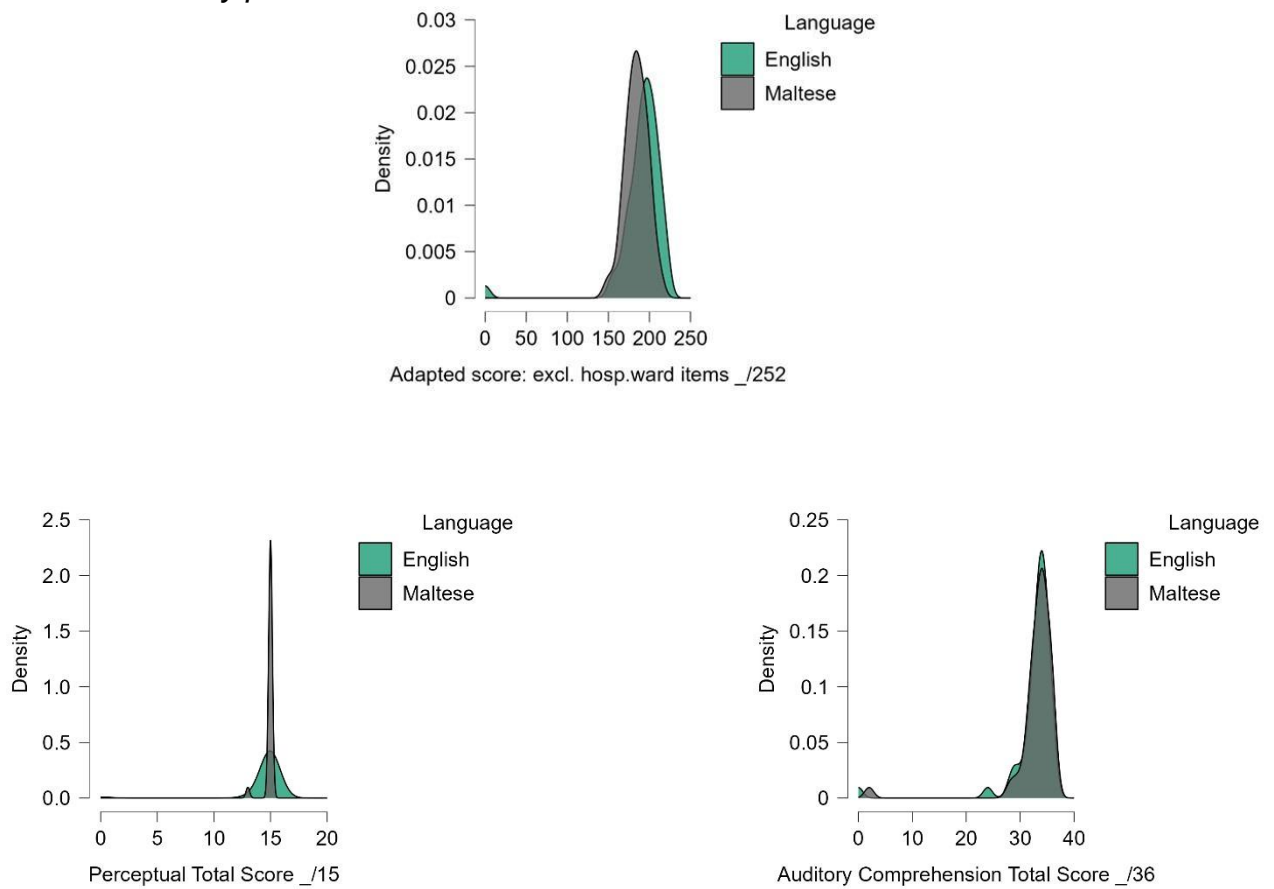 0.03
Language
0.025
English
Maltese
0.02
0.015
Density
0.01
0.005
0
0 50 100 150 200 250
Adapted score: excl. hosp.ward items _/252
2.5
Language
English
2.0
Maltese
1.5
Density
1.0
0.5
0.0
0 5 10 15 20
Perceptual Total Score _/15
0.25
Language
English
0.2
Maltese
0.15
Density
0.1
0.05
0
0 10 20 30 40
Auditory Comprehension Total Score _/36